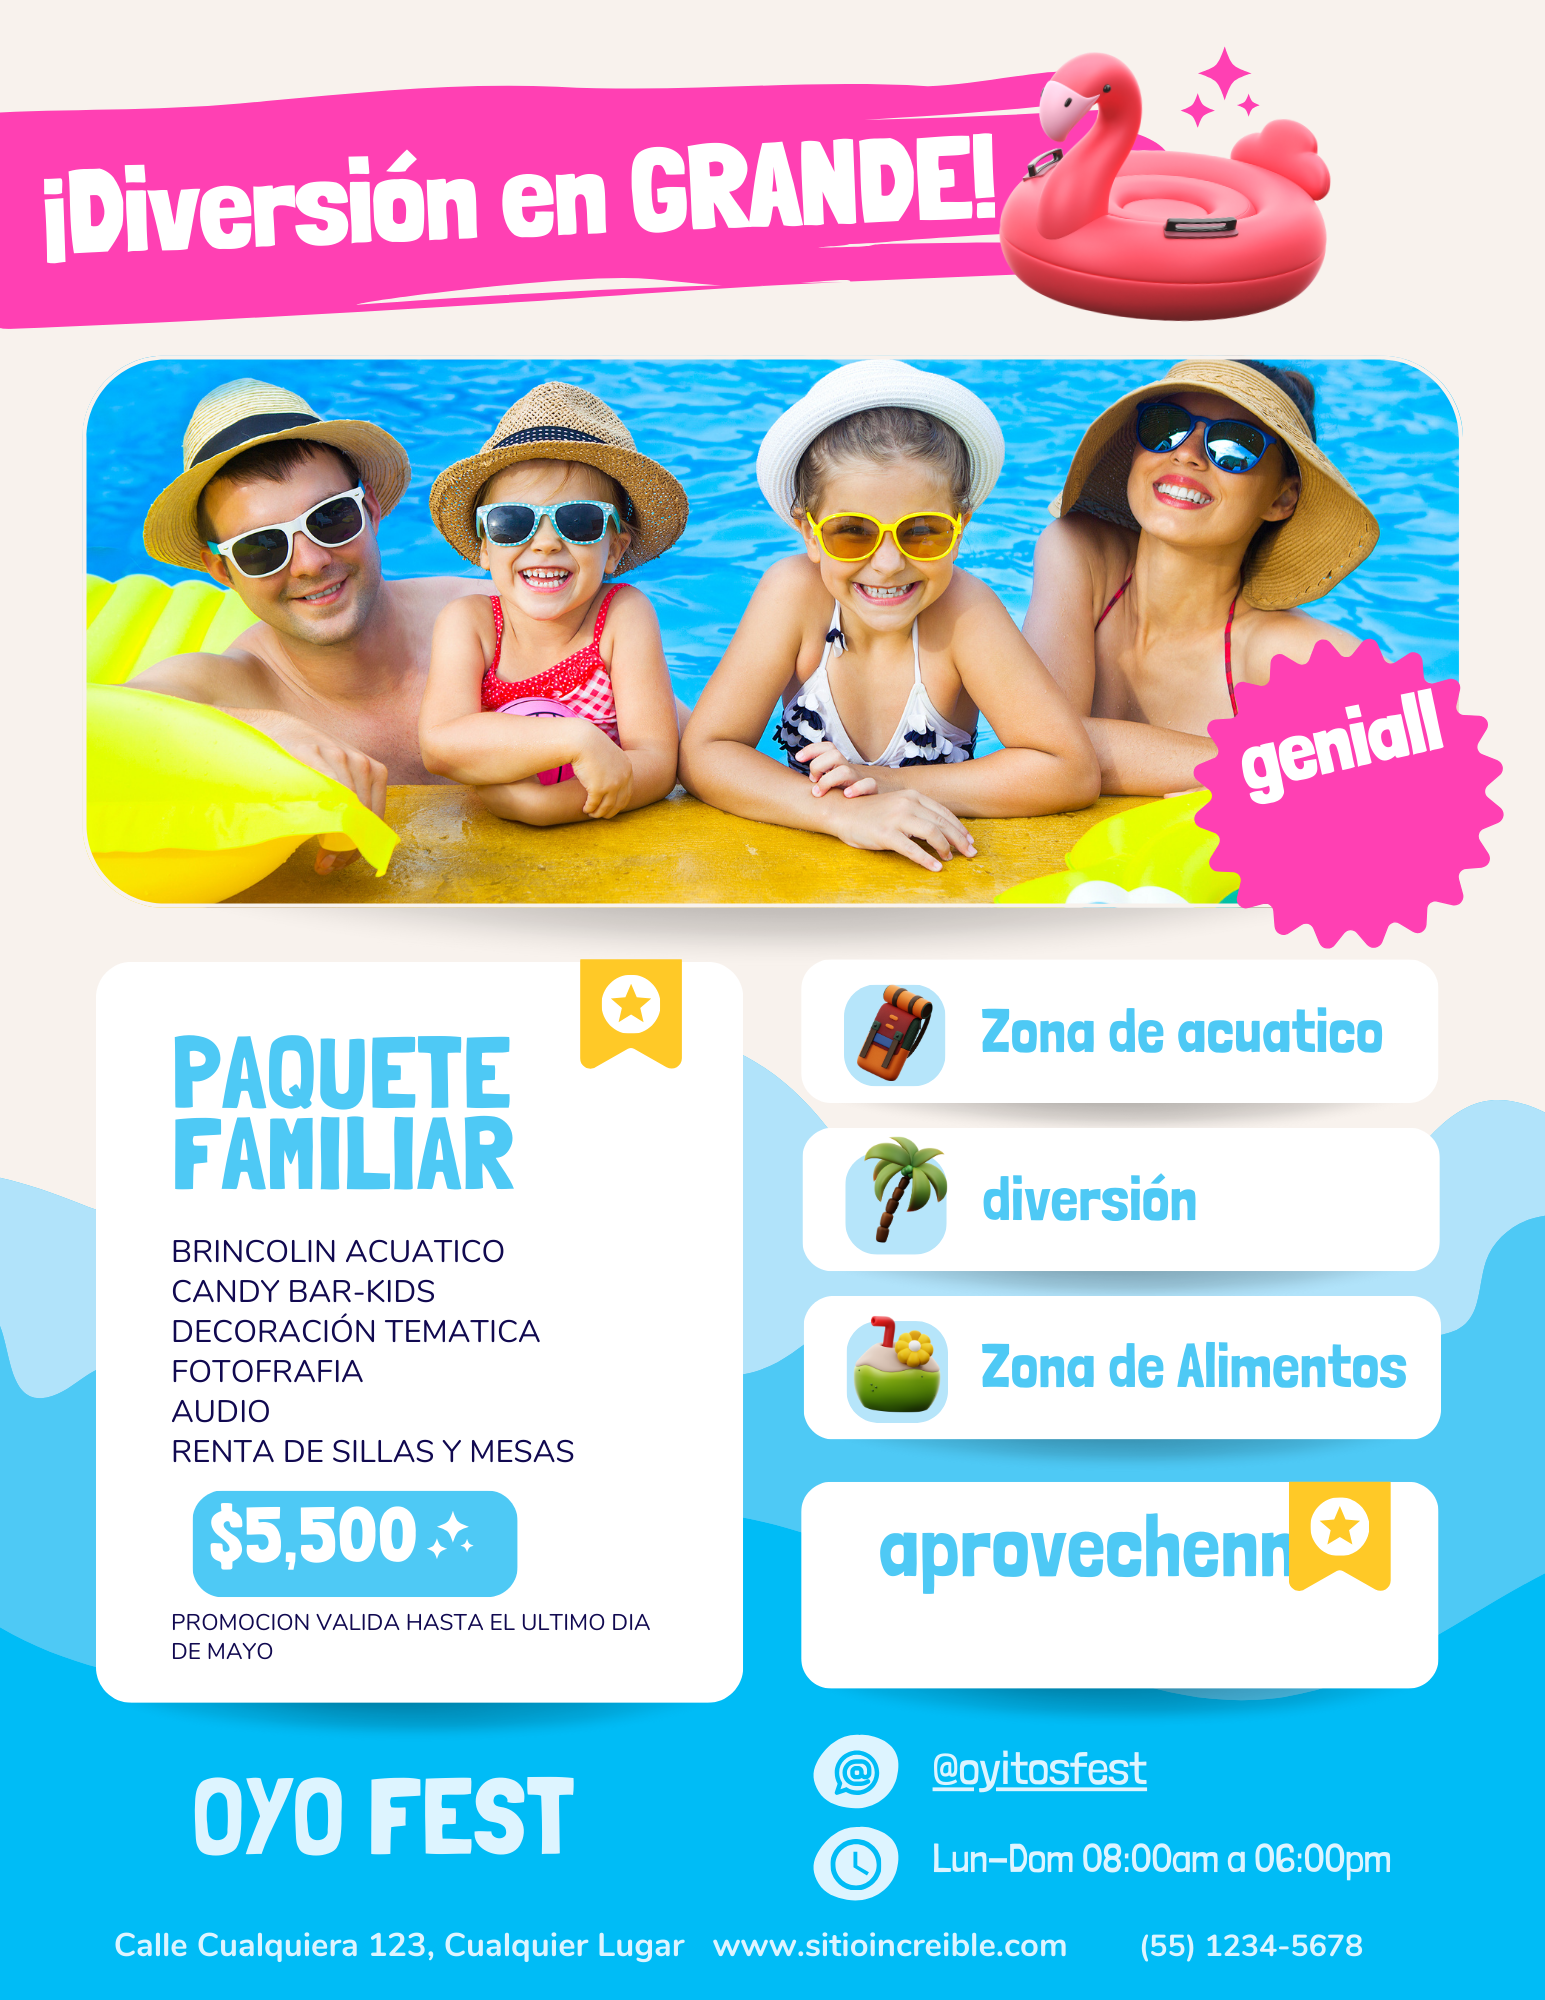 ¡Diversión en GRANDE!
geniall
PAQUETE
FAMILIAR
BRINCOLIN ACUATICO
CANDY BAR-KIDS
DECORACIÓN TEMATICA
FOTOFRAFIA
AUDIO
RENTA DE SILLAS Y MESAS
$5,500
PROMOCION VALIDA HASTA EL ULTIMO DIA
DE MAYO
Zona de acuatico
diversión
Zona de Alimentos
aprovechenn
OYO FEST
@oyitosfest
Lun-Dom 08:00am a 06:00pm
Calle Cualquiera 123, Cualquier Lugar www.sitioincreible.com (55) 1234-5678